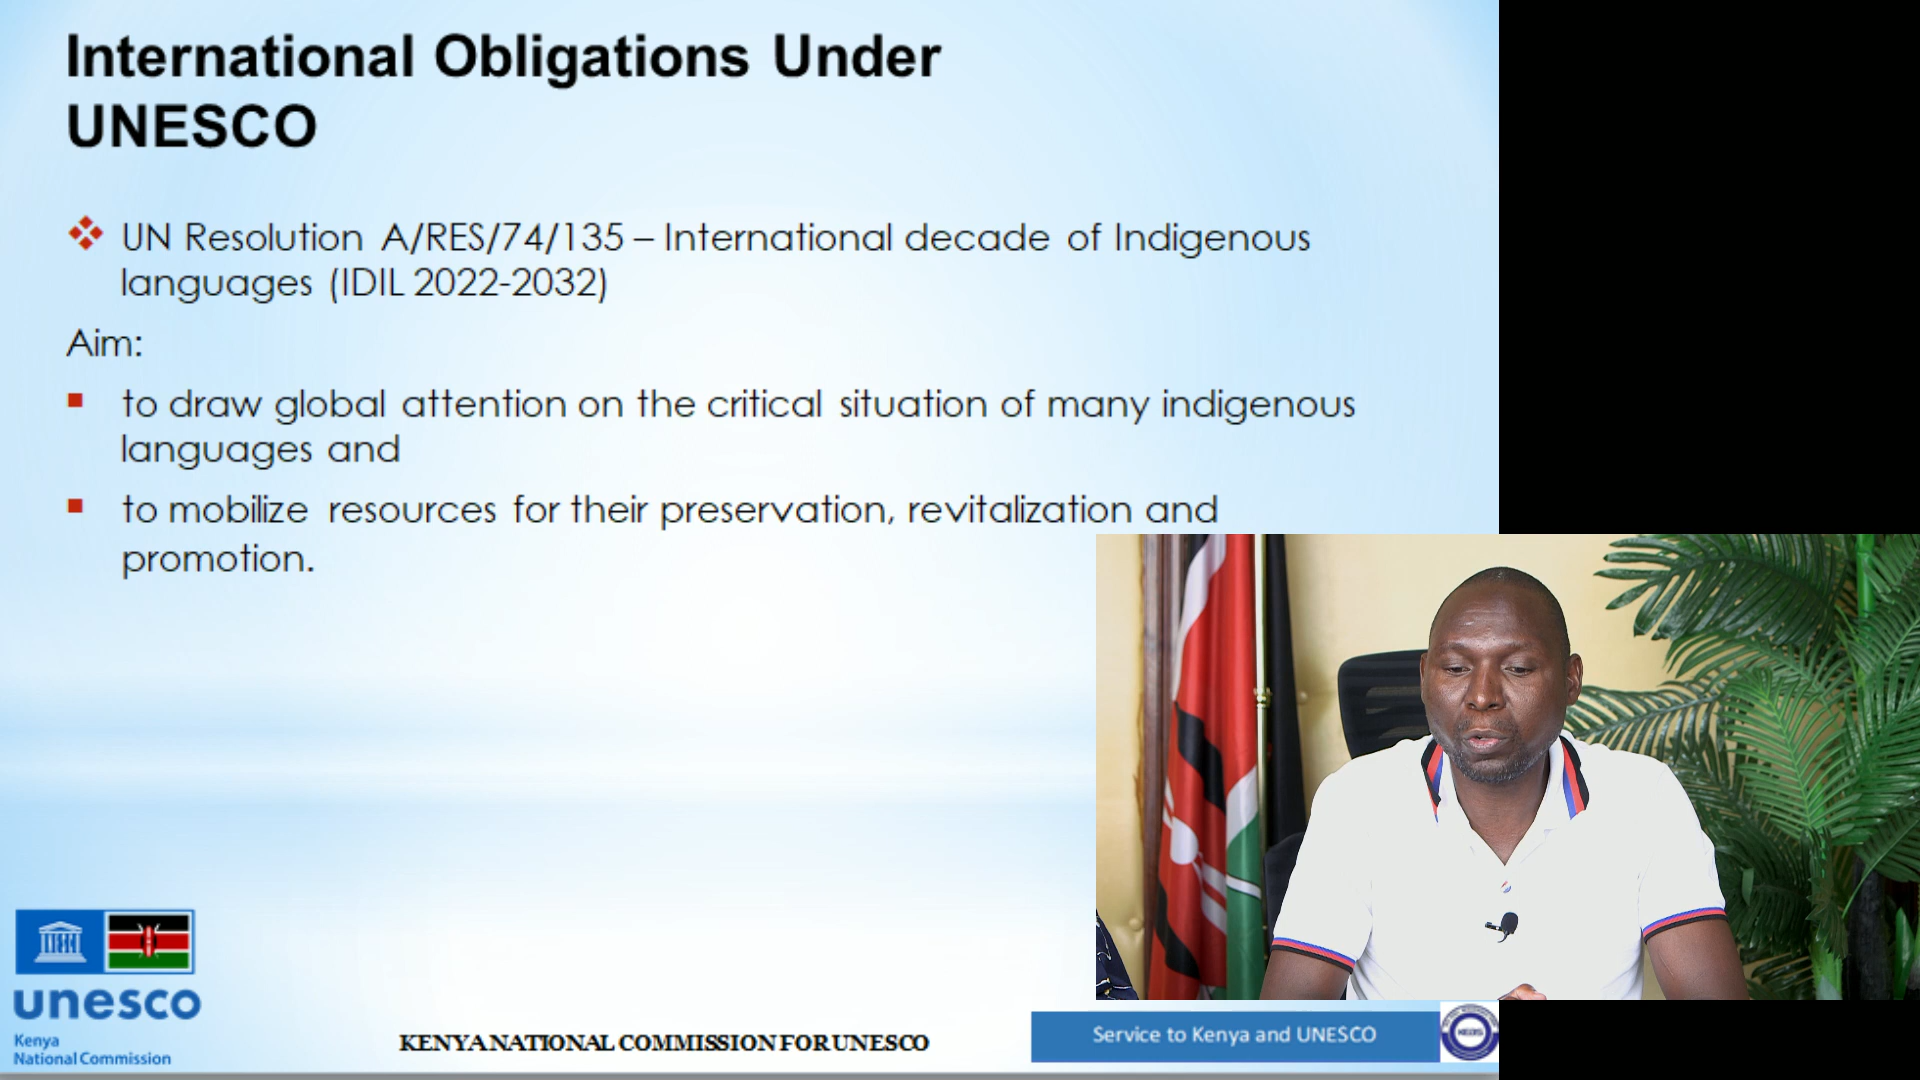 International Obligations Under
UNESCO
❖ UN Resolution A/RES/74/135 – International decade of Indigenous
languages (IDIL 2022-2032)
Aim:
▪ to draw global attention on the critical situation of many indigenous
languages and
▪ to mobilize resources for their preservation, revitalization and
promotion.
unesco
Kenya
National Commission
KENYA NATIONAL COMMISSION FOR UNESCO
Service to Kenya and UNESCO
KEBS